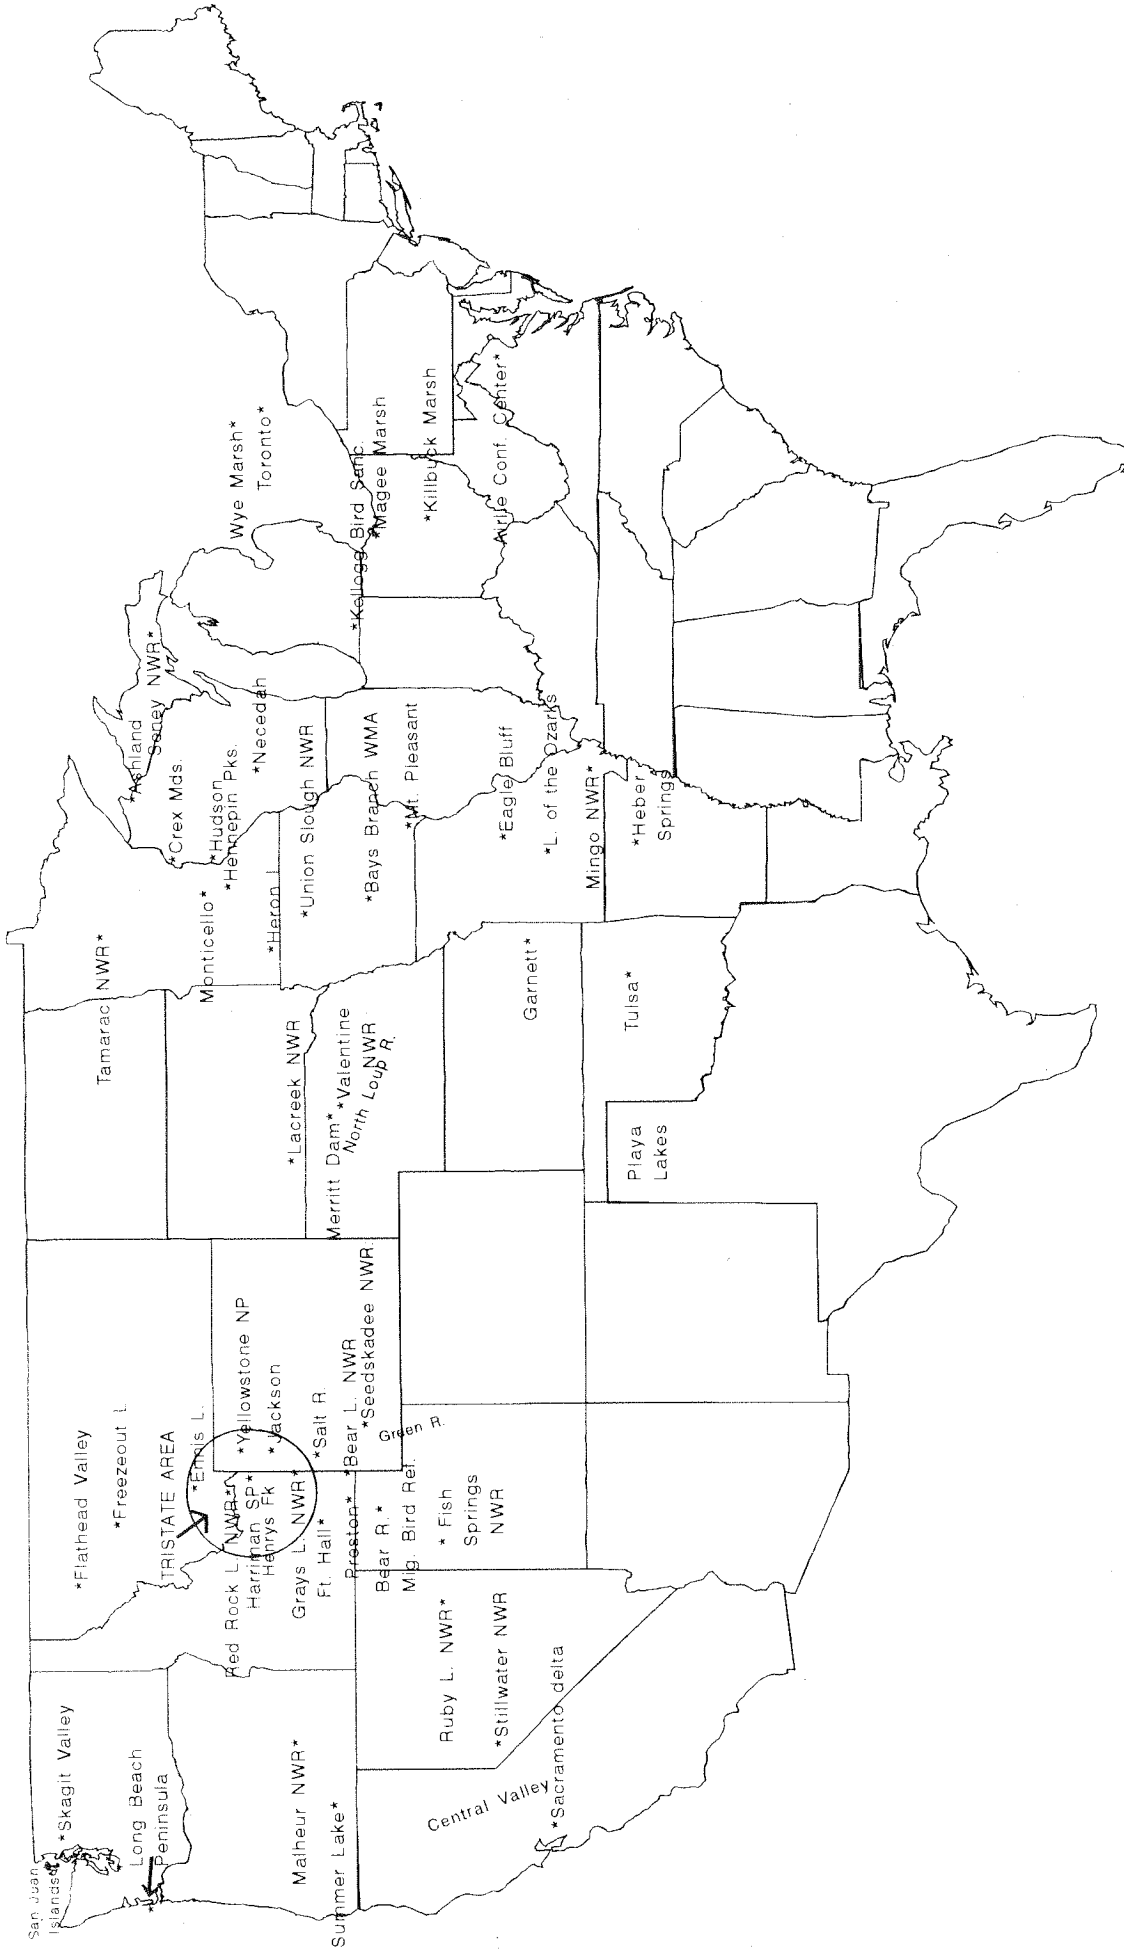 San Juan
Islands*
*Skagit Valley
Long Beach
Peninsula
*
Malheur NWR*
Summer Lake*
*Flathead Valley
*Freezeout L.
TRISTATE AREA
*Ennis L.
Red Rock L. NWR*
Harriman SP*
Henrys Fk
*Yellowstone NP
*Jackson
Grays L. NWR*
Ft. Hall*
*Salt R.
Preston*
*Bear L. NWR
*Seedskadee NWR
Green R.
Bear R.*
Mig. Bird Ref.
* Fish
Springs
NWR
Ruby L. NWR*
*Stillwater NWR
Central Valley
*Sacramento delta
Tamarac NWR*
Monticello*
*Lacreek NWR
Merritt Dam*
*Valentine
NWR
North Loup R.
Garnett*
Tulsa*
Playa
Lakes
*Ashland
Seney NWR*
*Crex Mds.
*Hudson
*Hennepin Pks.
*Necedah
*Heron L
*Union Slough NWR
*Bays Branch WMA
*Mt. Pleasant
*Eagle Bluff
*L. of the Ozarks
Mingo NWR*
*Heber
Springs
Wye Marsh*
Toronto*
*Kellogg Bird Sanc.
*Magee Marsh
*Killbuck Marsh
Airlie Conf. Center*